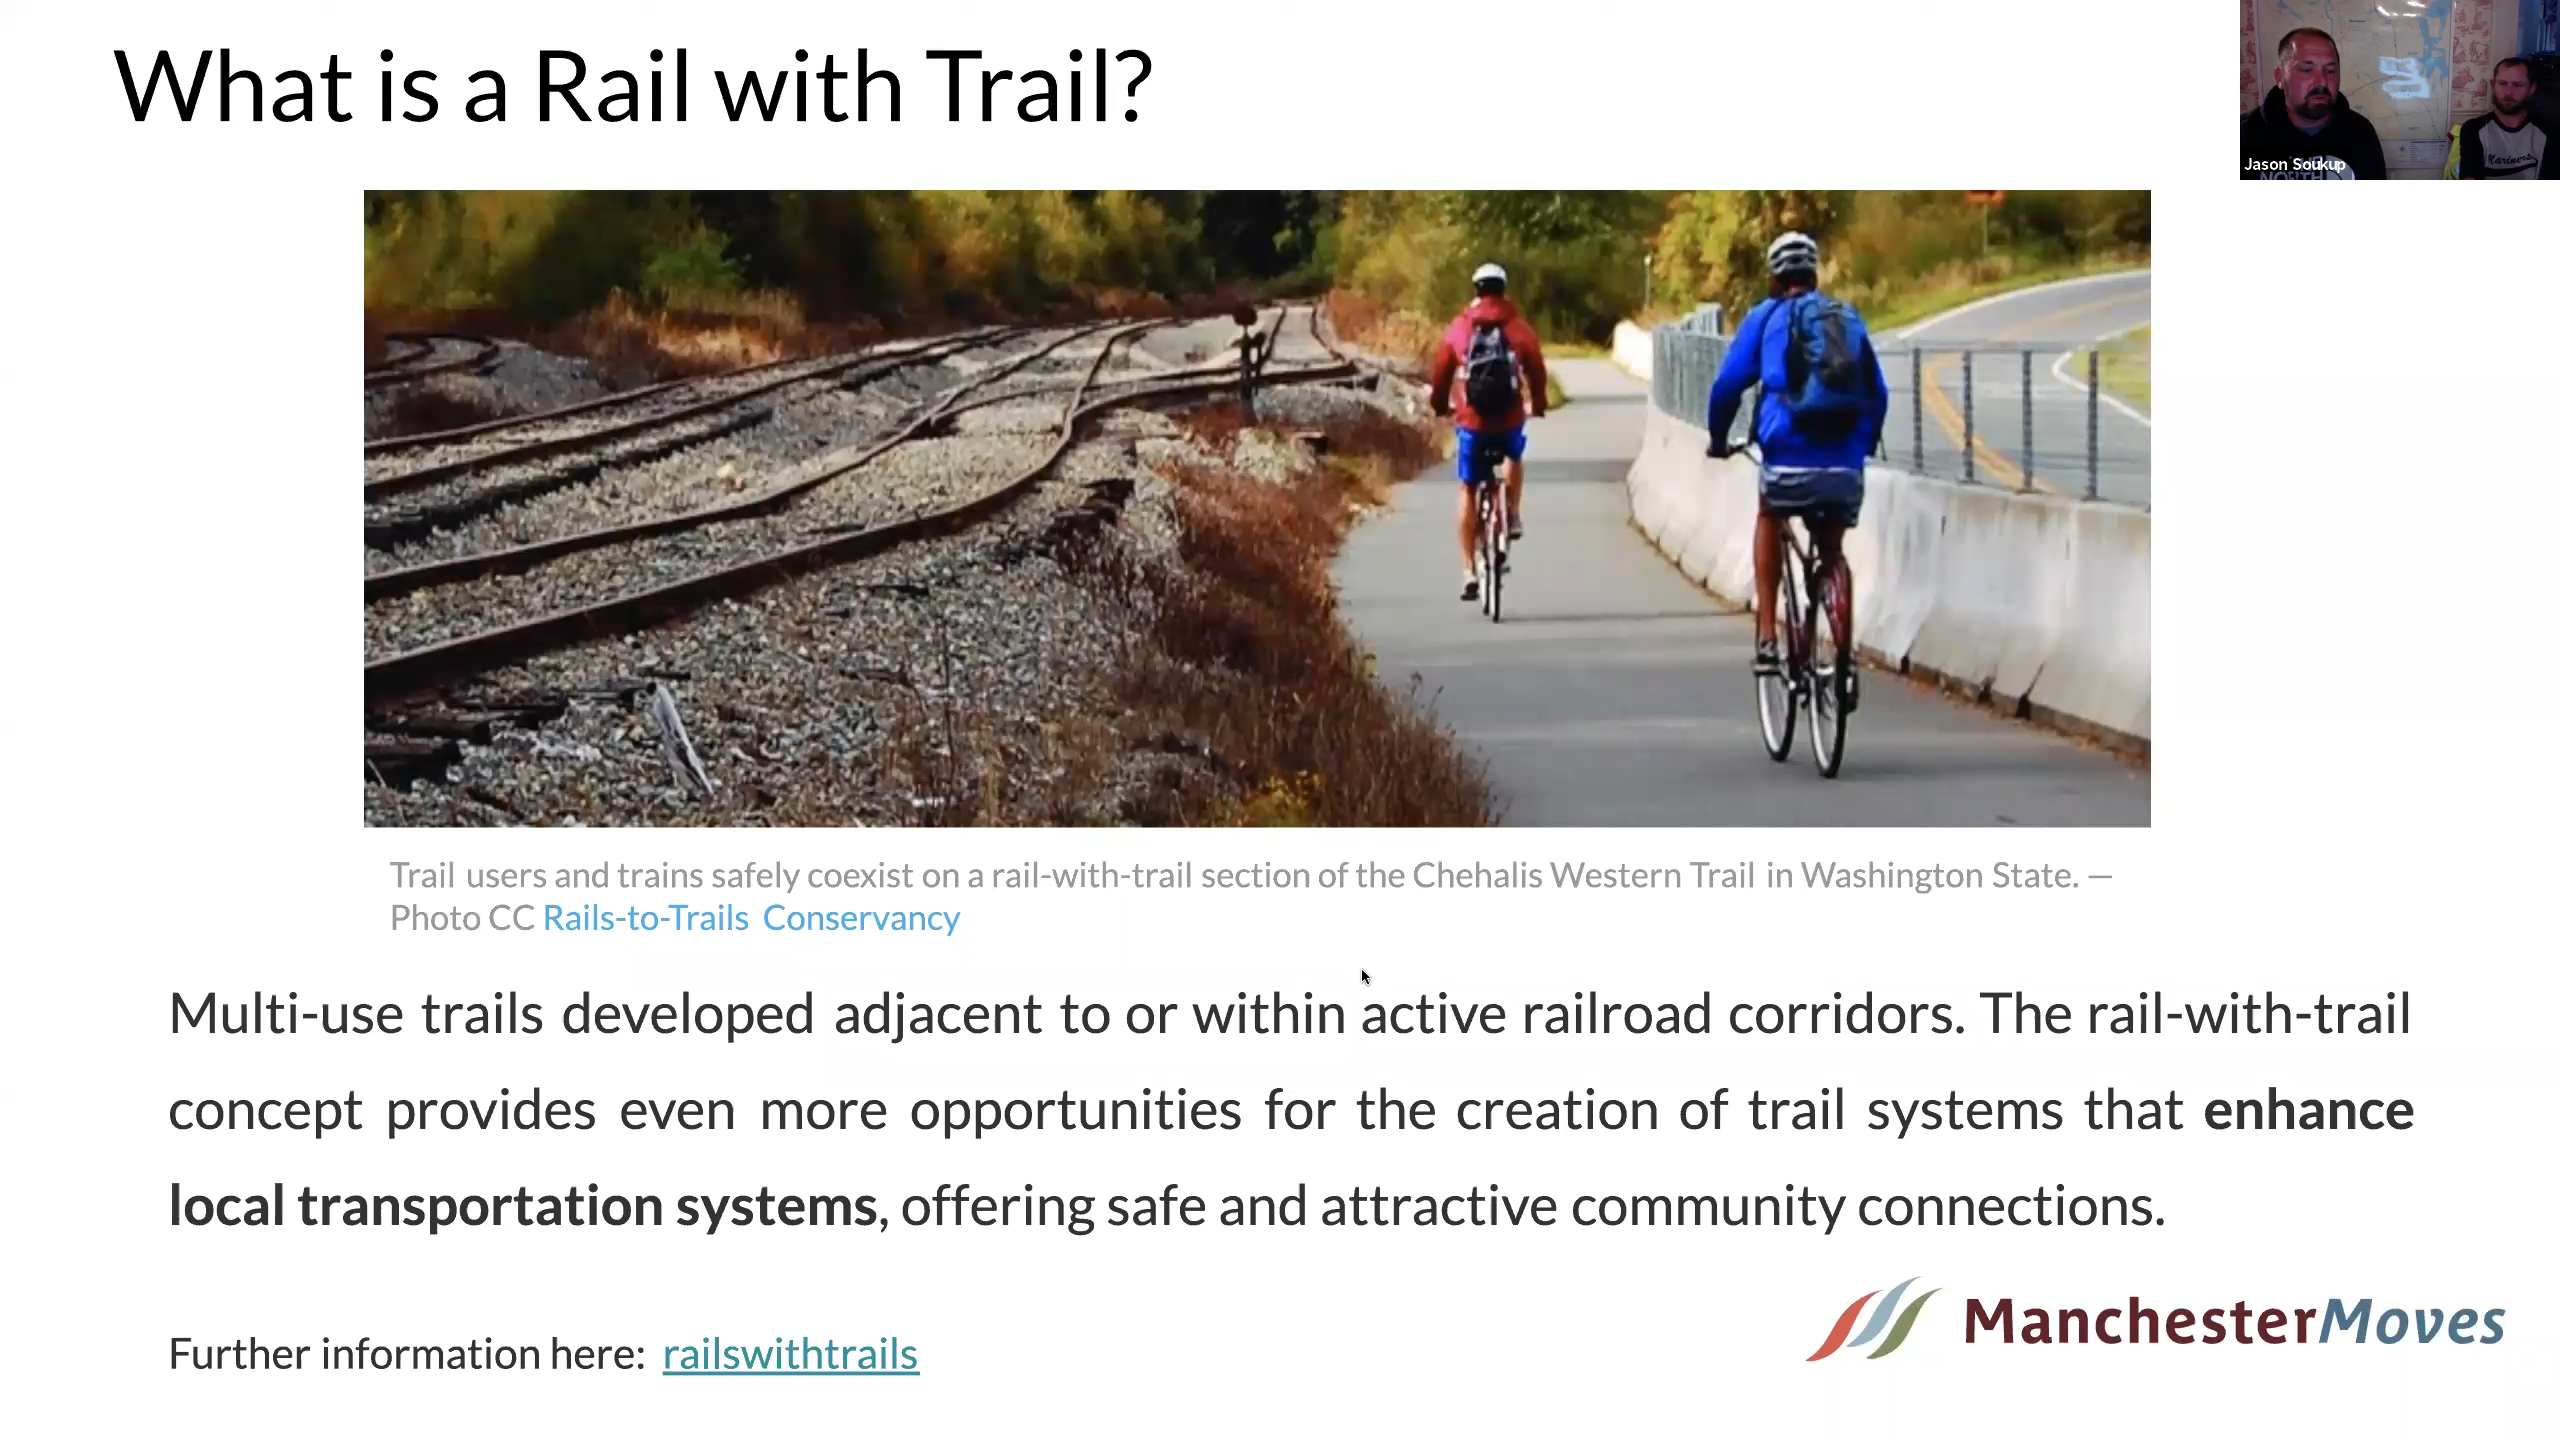 What is a Rail with Trail?
Jason Soukup
NORTH
Mariners
Trail users and trains safely coexist on a rail-with-trail section of the Chehalis Western Trail in Washington State. —
Photo CC Rails-to-Trails Conservancy
Multi-use trails developed adjacent to or within active railroad corridors. The rail-with-trail
concept provides even more opportunities for the creation of trail systems that enhance
local transportation systems, offering safe and attractive community connections.
Further information here: railswithtrails
ManchesterMoves